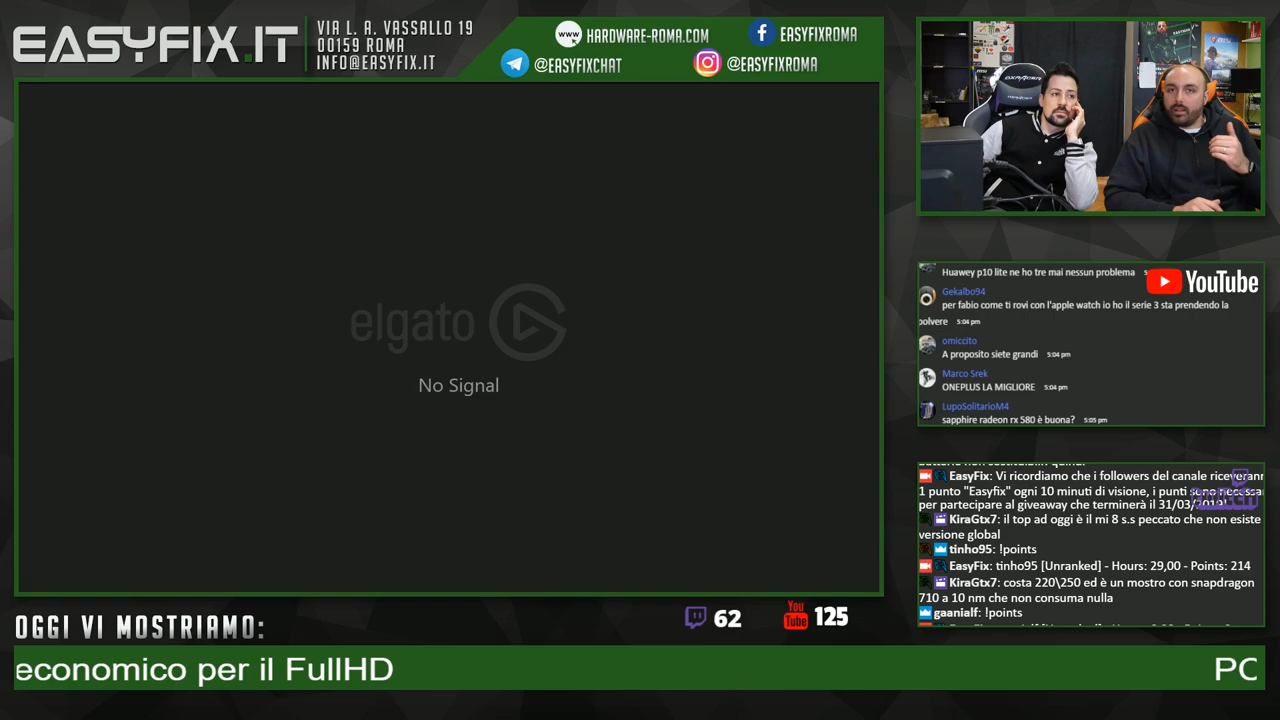 EASYFIX.IT
VIA L. A. VASSALLO 19
00159 ROMA
INFO@EASYFIX.IT
www
HARDWARE-ROMA.COM
EASYFIXROMA
@EASYFIXCHAT
@EASYFIXROMA
elgato
No Signal
Huawey p10 lite ne ho tre mai nessun problema
YouTube
Gekalbo94
per fabio come ti rovi con l'apple watch io ho il serie 3 sta prendendo la
polvere 5:04 pm
omiccito
A proposito siete grandi 5:04 pm
Marco Srek
ONEPLUS LA MIGLIORE 5:04 pm
LupoSolitarioM4
sapphire radeon rx 580 è buona? 5:05 pm
EasyFix: Vi ricordiamo che i followers del canale riceverann
1 punto "Easyfix" ogni 10 minuti di visione, i punti sono necessa
per partecipare al giveaway che terminerà il 31/03/2019!
KiraGtx7: il top ad oggi è il mi 8 s.s peccato che non esiste
versione global
tinho95: !points
EasyFix: tinho95 [Unranked] - Hours: 29,00 - Points: 214
KiraGtx7: costa 220\250 ed è un mostro con snapdragon
710 a 10 nm che non consuma nulla
gaanialf: !points
62
You Tube
125
OGGI VI MOSTRIAMO:
economico per il FullHD
PC